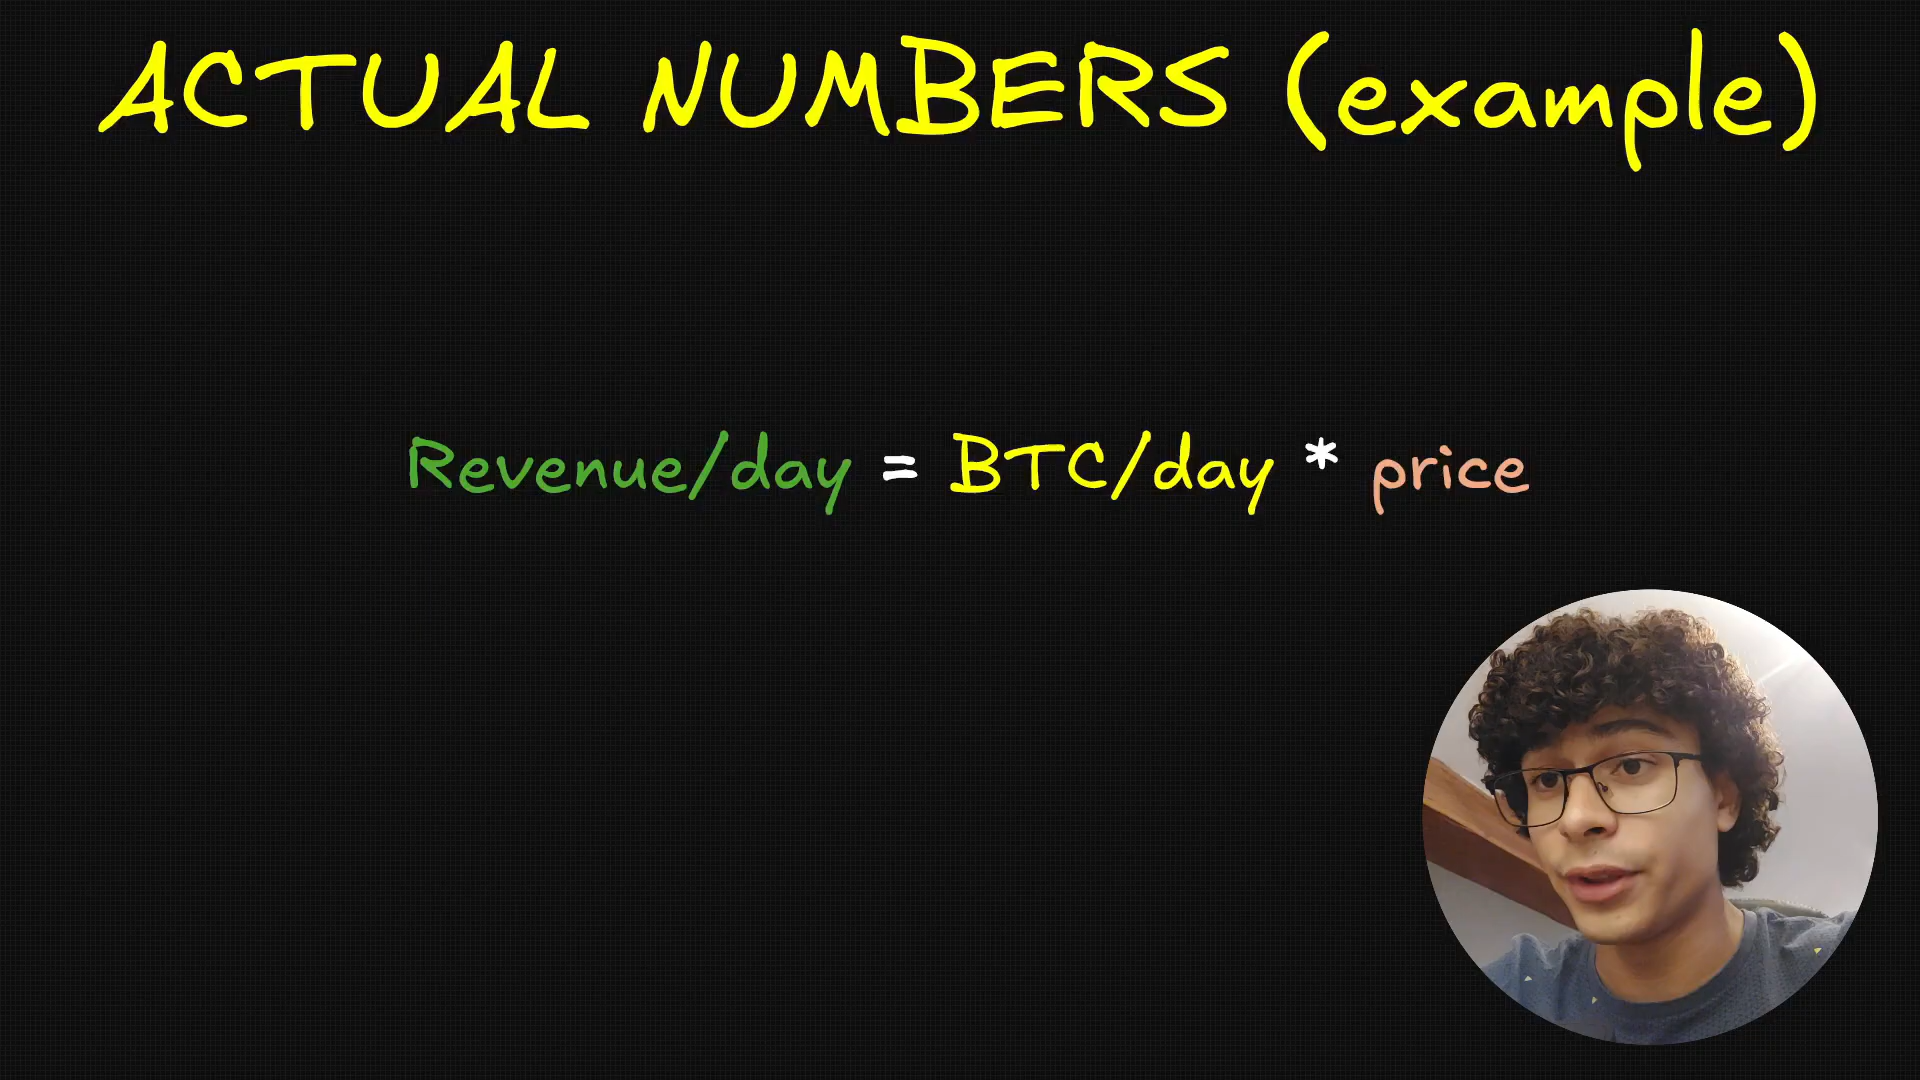 ACTUAL NUMBERS (example)
Revenue/day = BTC/day * price